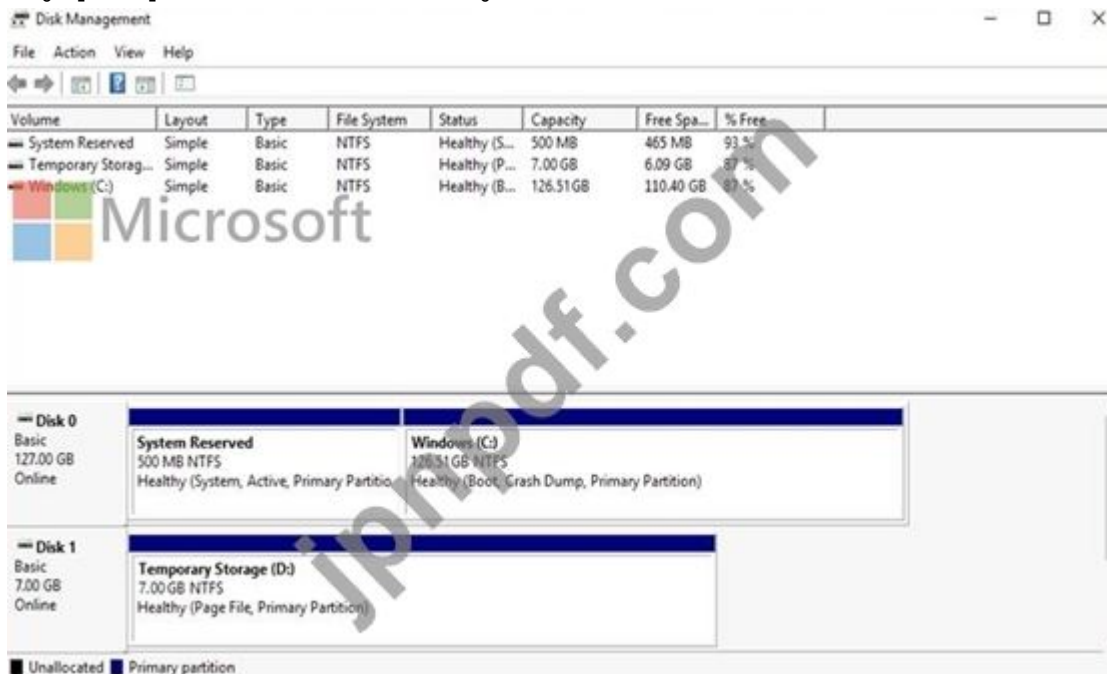 Disk Management
File Action View Help
Volume Layout Type File System Status Capacity Free Spa... % Free
System Reserved Simple Basic NTFS Healthy (S... 500 MB 465 MB 93 %
Temporary Storag... Simple Basic NTFS Healthy (P... 7.00 GB 6.09 GB 87 %
Windows (C:) Simple Basic NTFS Healthy (B... 126.51 GB 110.40 GB 87 %
Microsoft
jpnpdf.com
Disk 0
Basic
127.00 GB
Online
System Reserved
500 MB NTFS
Healthy (System, Active, Primary Partitio
Windows (C:)
126.51 GB NTFS
Healthy (Boot, Crash Dump, Primary Partition)
Disk 1
Basic
7.00 GB
Online
Temporary Storage (D:)
7.00 GB NTFS
Healthy (Page File, Primary Partition)
Unallocated Primary partition